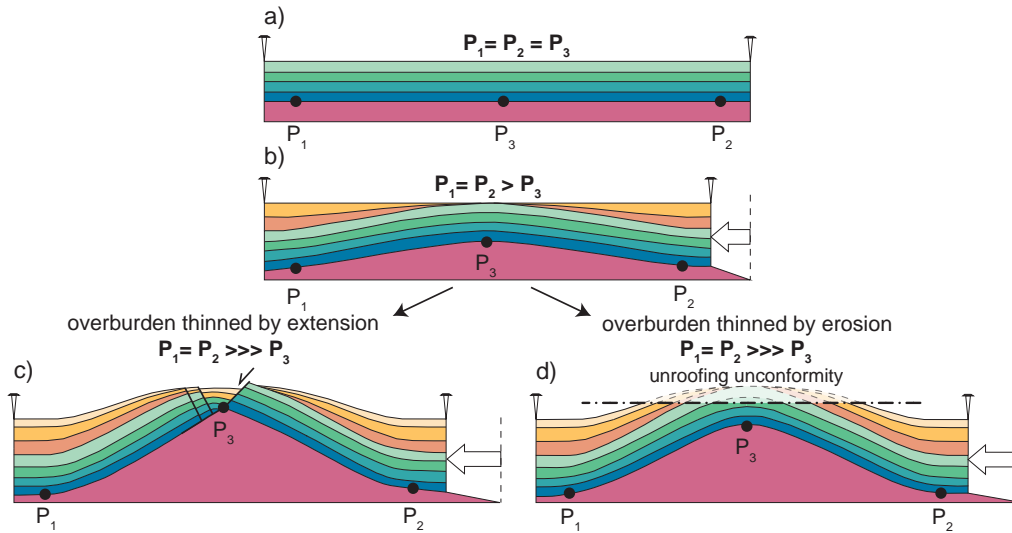 a)
P₁= P₂ = P₃
P₁ P₃ P₂
b)
P₁= P₂ > P₃
P₃
P₁ P₂
overburden thinned by extension
P₁= P₂ >>> P₃
c)
P₃
P₁ P₂
overburden thinned by erosion
P₁= P₂ >>> P₃
d) unroofing unconformity
P₃
P₁ P₂